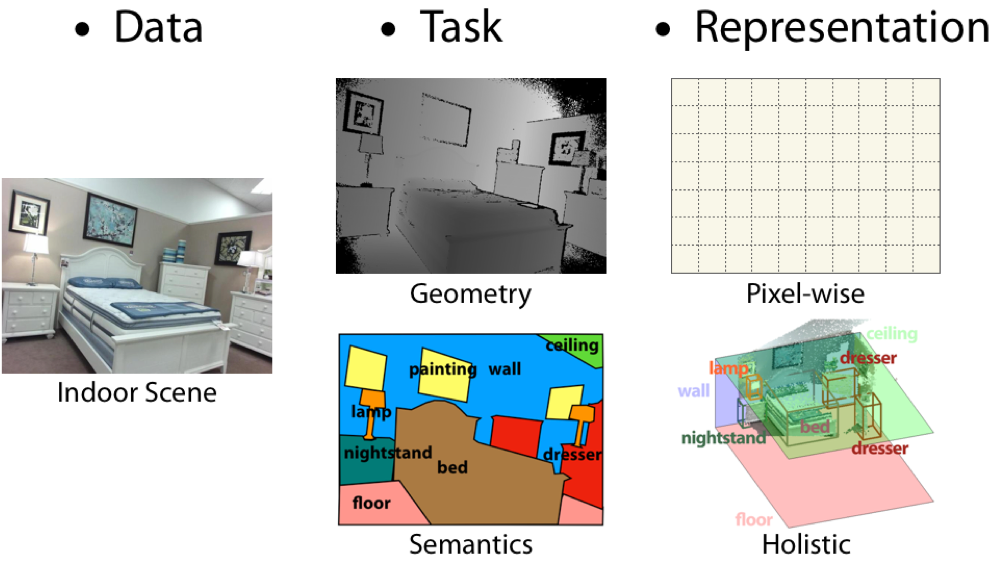 • Data
• Task
• Representation
Indoor Scene
Geometry
Pixel-wise
ceiling
painting
wall
lamp
nightstand
dresser
bed
floor
Semantics
ceiling
dresser
lamp
wall
bed
nightstand
dresser
floor
Holistic